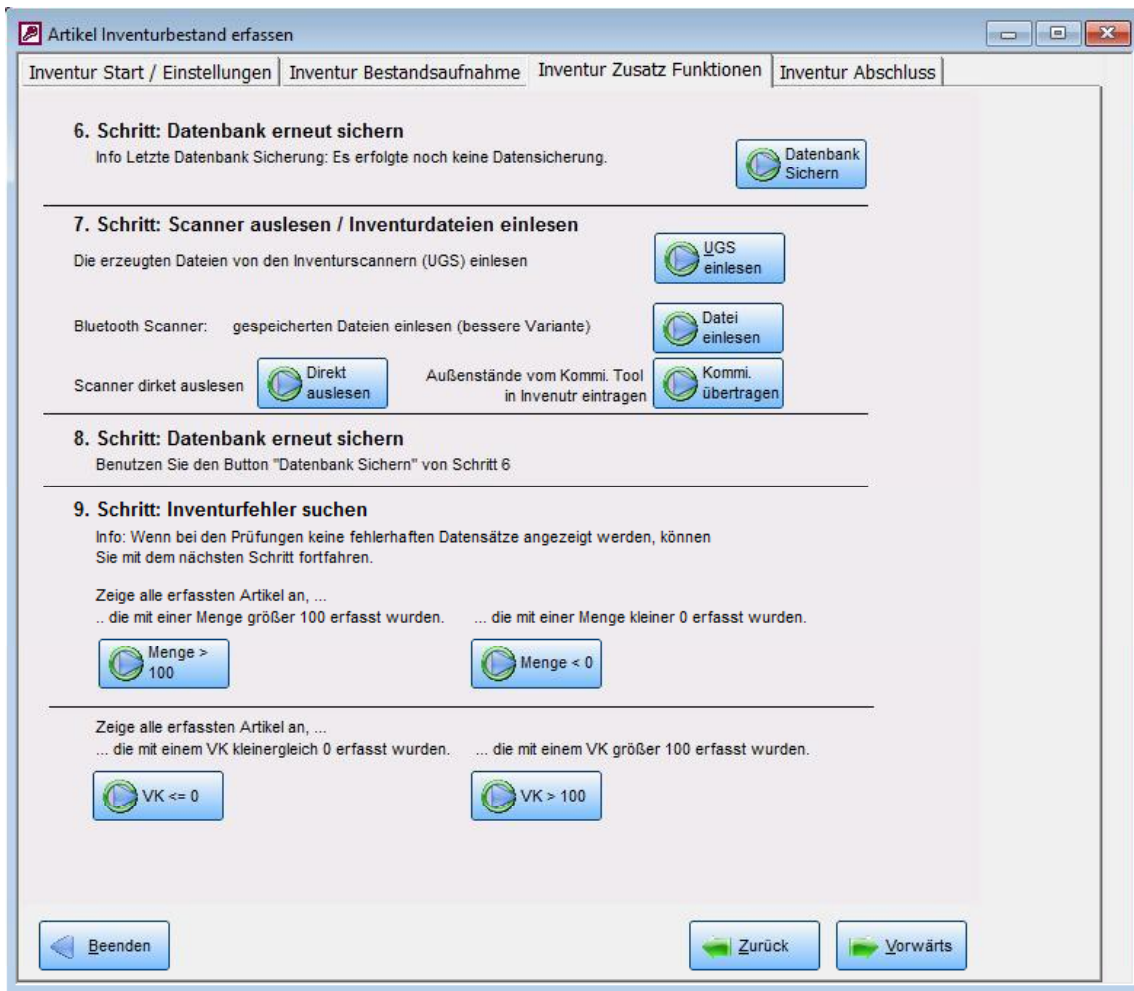 Artikel Inventurbestand erfassen
Inventur Start / Einstellungen
Inventur Bestandsaufnahme
Inventur Zusatz Funktionen
Inventur Abschluss
6. Schritt: Datenbank erneut sichern
Info Letzte Datenbank Sicherung: Es erfolgte noch keine Datensicherung.
Datenbank
Sichern
7. Schritt: Scanner auslesen / Inventurdateien einlesen
Die erzeugten Dateien von den Inventurscannern (UGS) einlesen
UGS
einlesen
Bluetooth Scanner: gespeicherten Dateien einlesen (bessere Variante)
Datei
einlesen
Scanner dirket auslesen
Direkt
auslesen
Außenstände vom Kommi. Tool
in Invenutr eintragen
Kommi.
übertragen
8. Schritt: Datenbank erneut sichern
Benutzen Sie den Button "Datenbank Sichern" von Schritt 6
9. Schritt: Inventurfehler suchen
Info: Wenn bei den Prüfungen keine fehlerhaften Datensätze angezeigt werden, können
Sie mit dem nächsten Schritt fortfahren.
Zeige alle erfassten Artikel an, ...
.. die mit einer Menge größer 100 erfasst wurden.
... die mit einer Menge kleiner 0 erfasst wurden.
Menge >
100
Menge < 0
Zeige alle erfassten Artikel an, ...
... die mit einem VK kleinergleich 0 erfasst wurden.
... die mit einem VK größer 100 erfasst wurden.
VK <= 0
VK > 100
Beenden
Zurück
Vorwärts